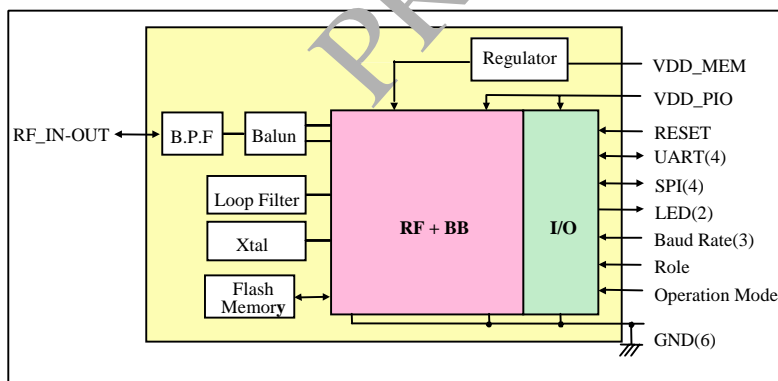 PR
Regulator
VDD_MEM
VDD_PIO
RF_IN-OUT
B.P.F
Balun
RESET
UART(4)
SPI(4)
Loop Filter
LED(2)
RF + BB
I/O
Xtal
Baud Rate(3)
Role
Flash
Memory
Operation Mode
GND(6)